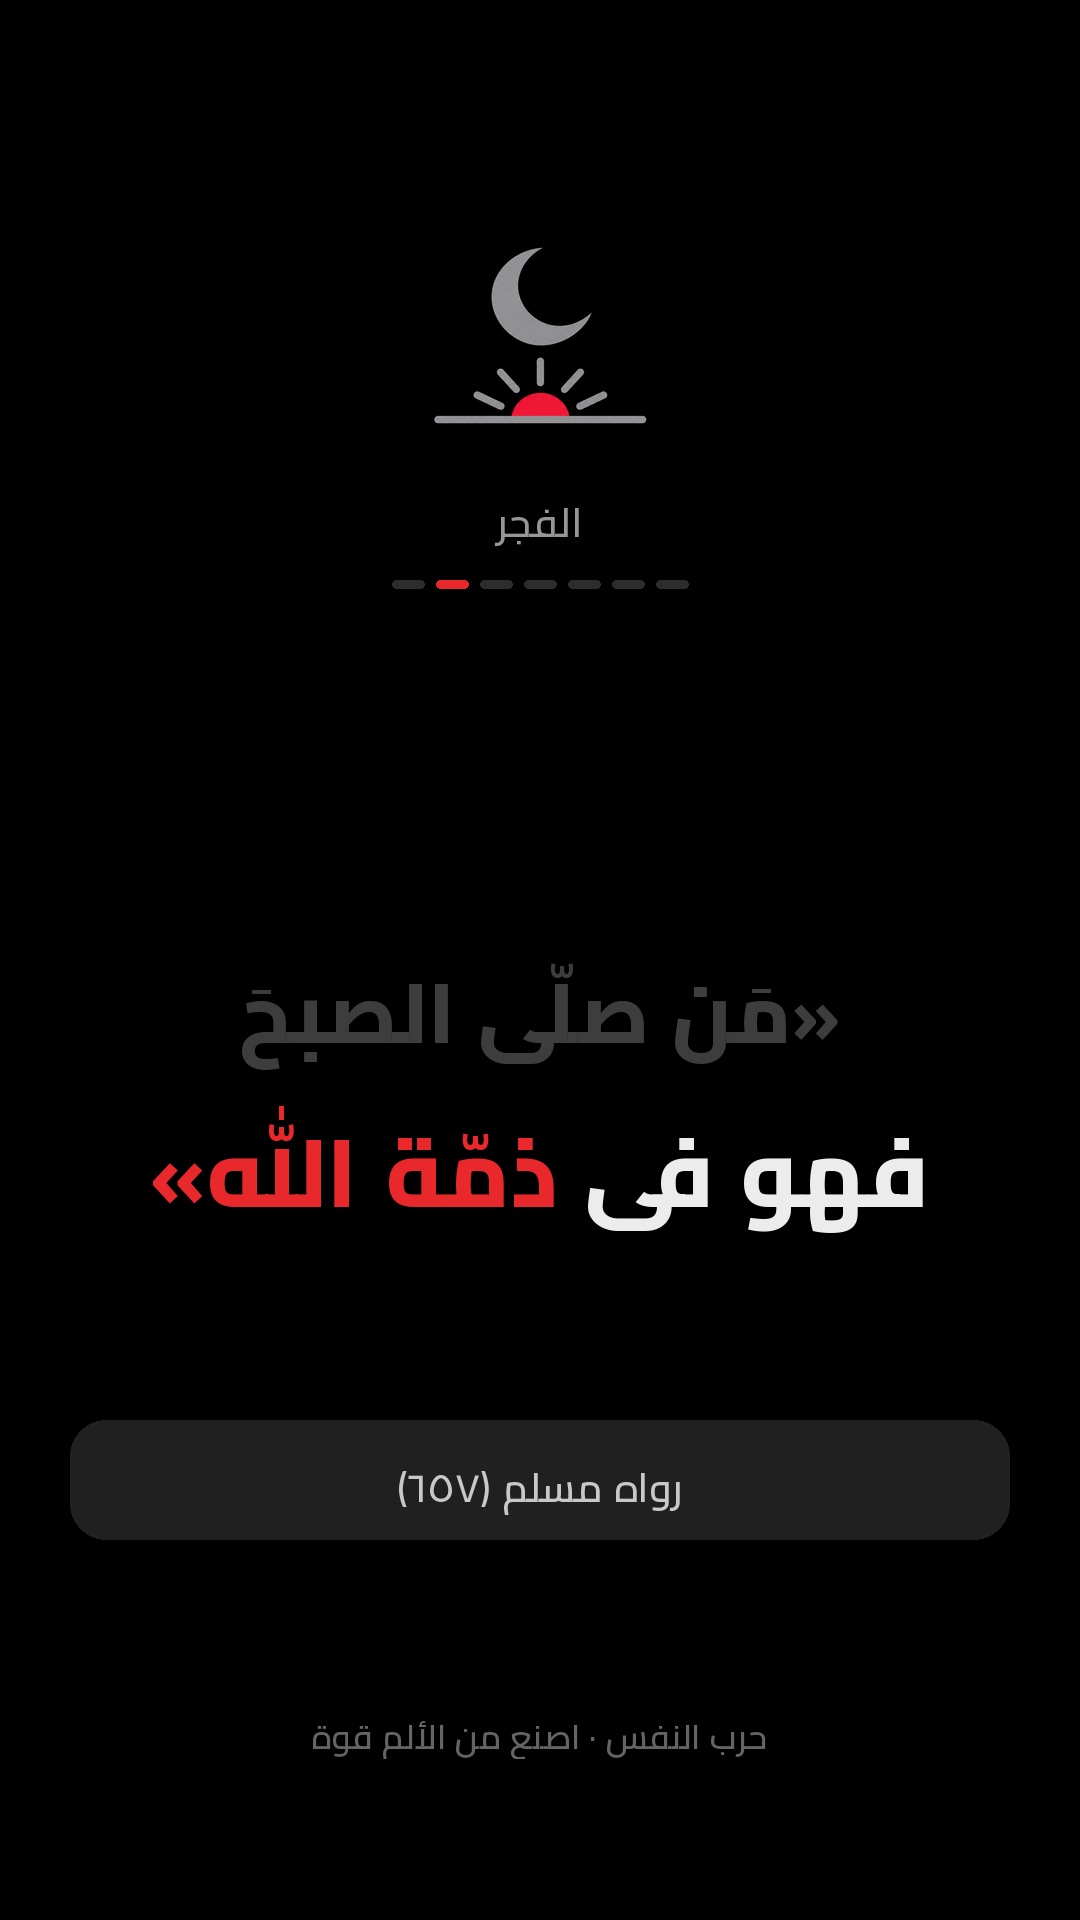 الفجر
«مَن صلّى الصبحَ
فهو فى ذمّة اللّٰه»
رواه مسلم (٦٥٧)
حرب النفس · اصنع من الألم قوة